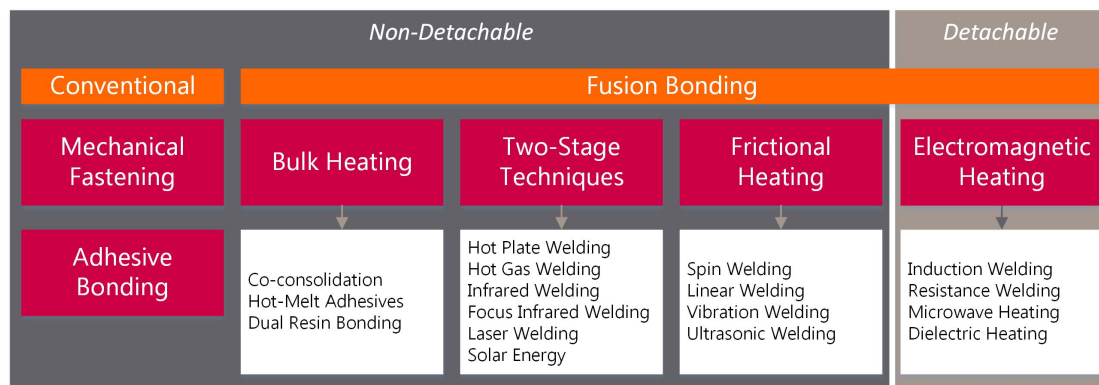 Non-Detachable
Detachable
Conventional
Fusion Bonding
Mechanical
Fastening
Bulk Heating
Two-Stage
Techniques
Frictional
Heating
Electromagnetic
Heating
Adhesive
Bonding
Co-consolidation
Hot-Melt Adhesives
Dual Resin Bonding
Hot Plate Welding
Hot Gas Welding
Infrared Welding
Focus Infrared Welding
Laser Welding
Solar Energy
Spin Welding
Linear Welding
Vibration Welding
Ultrasonic Welding
Induction Welding
Resistance Welding
Microwave Heating
Dielectric Heating